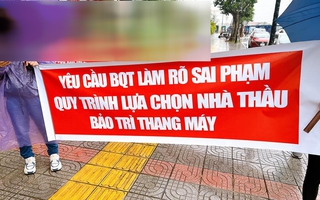 YÊU CẦU BQT LÀM RÕ SAI PHẠM
QUY TRÌNH LỰA CHỌN NHÀ THẦU
BẢO TRÌ THANG MÁY